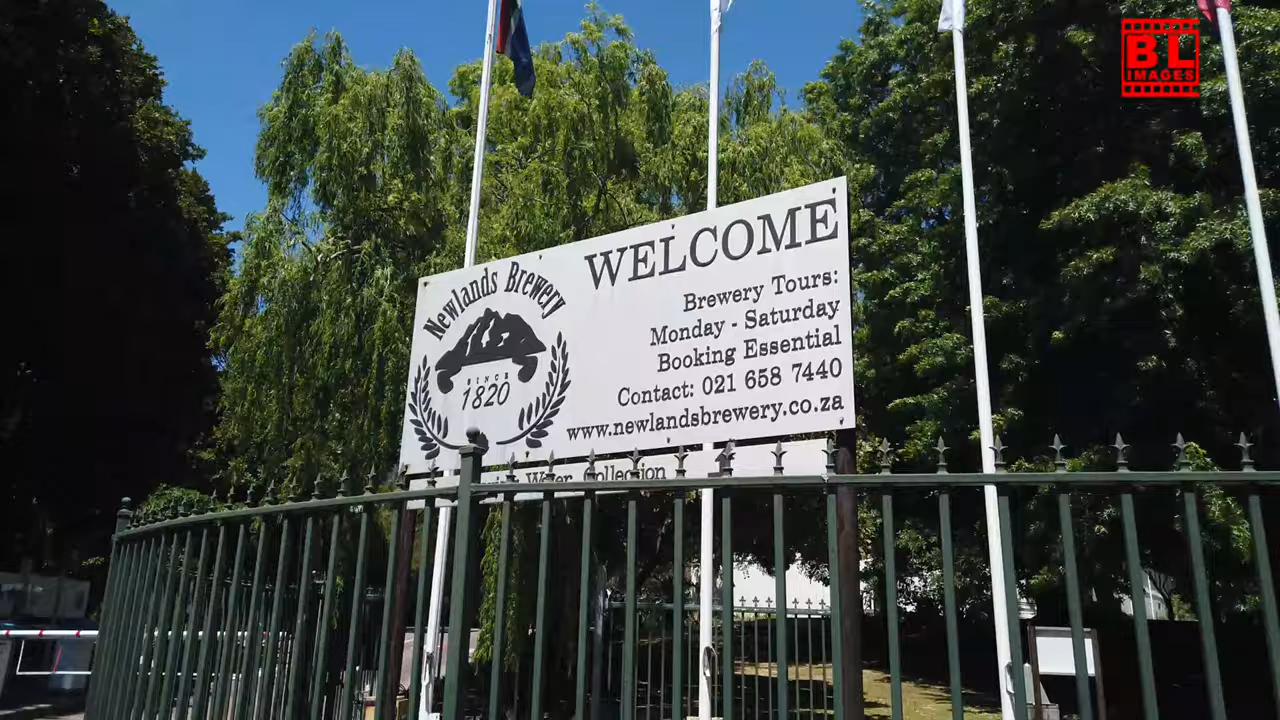 BL
IMAGES
WELCOME
Newlands Brewery
SINCE
1820
Brewery Tours:
Monday - Saturday
Booking Essential
Contact: 021 658 7440
www.newlandsbrewery.co.za
Collection